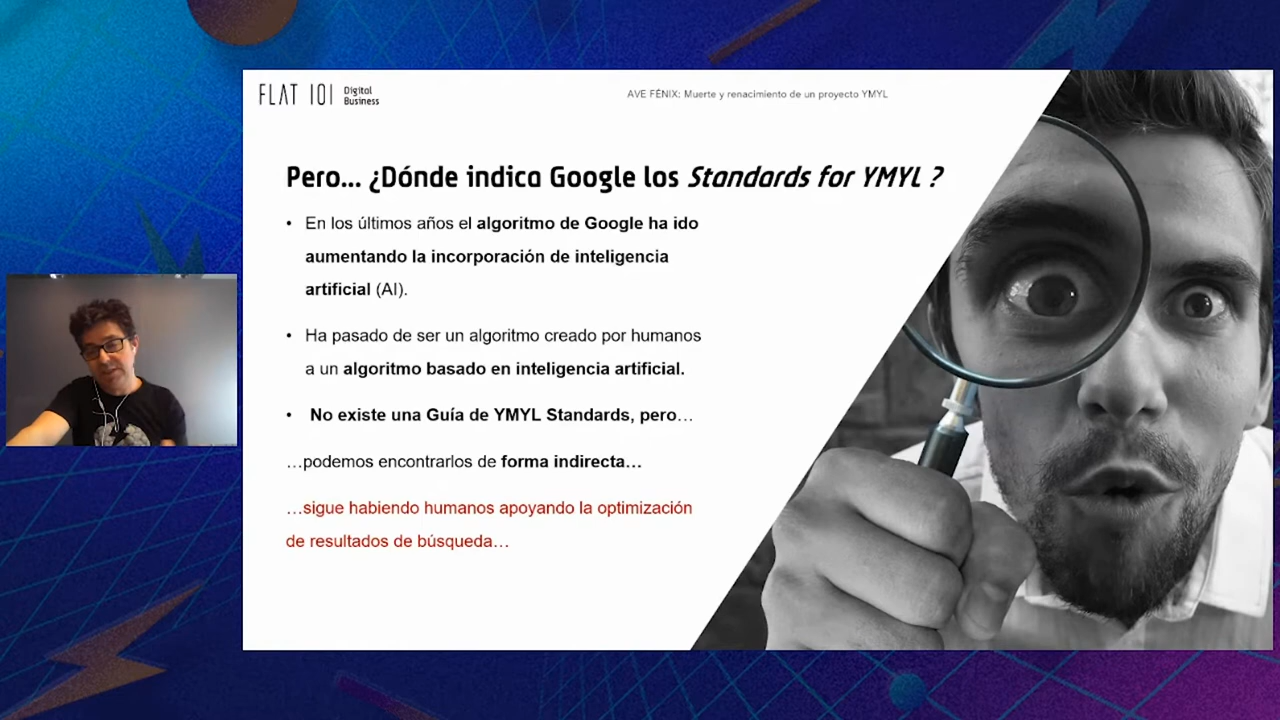 FLAT 101 Digital Business
AVE FÉNIX: Muerte y renacimiento de un proyecto YMYL
Pero... ¿Dónde indica Google los Standards for YMYL ?
• En los últimos años el algoritmo de Google ha ido
aumentando la incorporación de inteligencia
artificial (AI).
• Ha pasado de ser un algoritmo creado por humanos
a un algoritmo basado en inteligencia artificial.
• No existe una Guía de YMYL Standards, pero…
…podemos encontrarlos de forma indirecta…
…sigue habiendo humanos apoyando la optimización
de resultados de búsqueda…